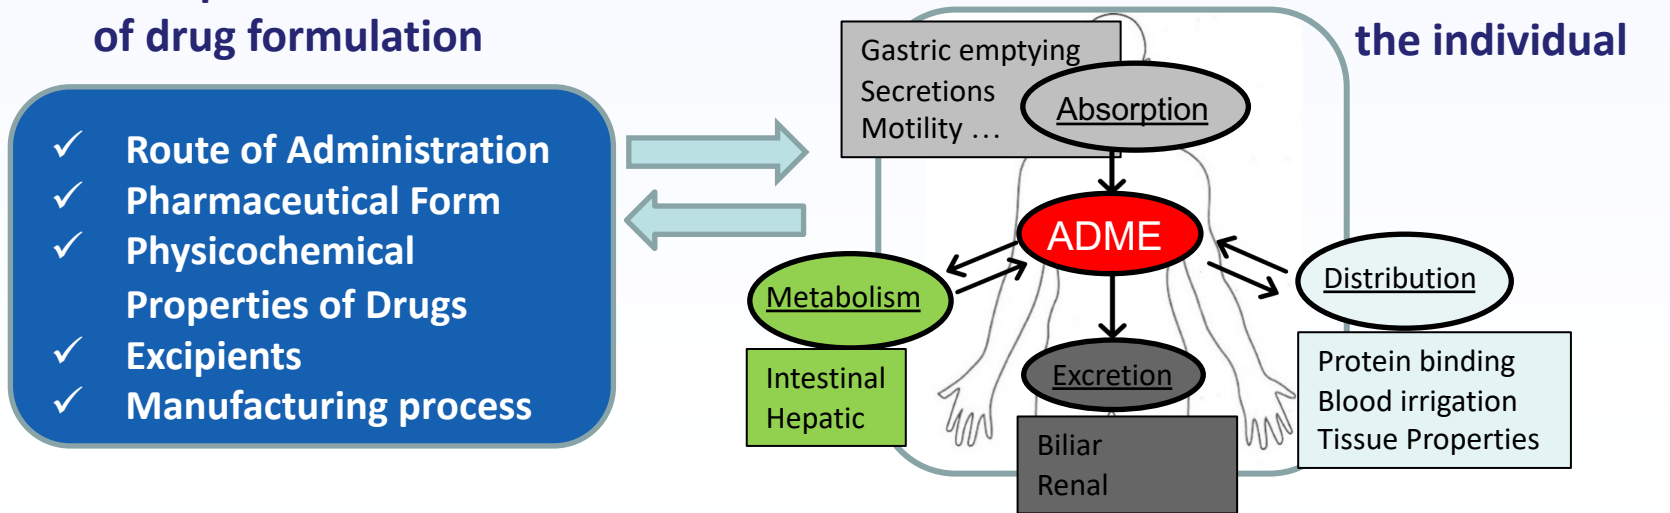 of drug formulation
✓ Route of Administration
✓ Pharmaceutical Form
✓ Physicochemical
Properties of Drugs
✓ Excipients
✓ Manufacturing process
the individual
Gastric emptying
Secretions
Motility …
Absorption
ADME
Metabolism
Intestinal
Hepatic
Distribution
Protein binding
Blood irrigation
Tissue Properties
Excretion
Biliar
Renal